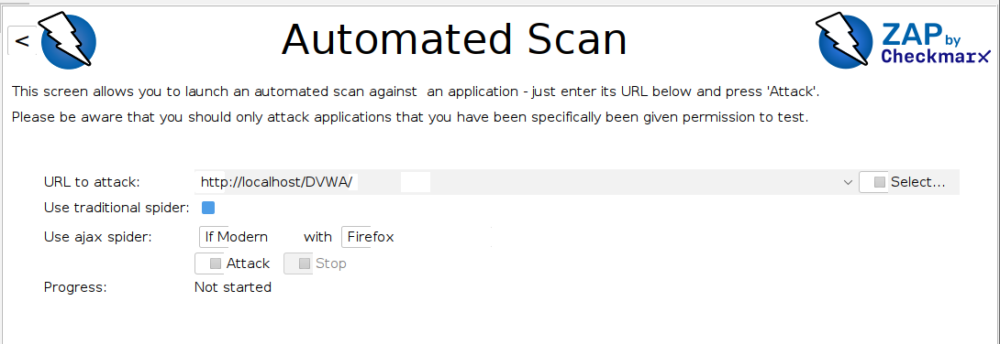 <
Automated Scan
ZAP by
Checkmarx
This screen allows you to launch an automated scan against  an application - just enter its URL below and press 'Attack'.
Please be aware that you should only attack applications that you have been specifically been given permission to test.
URL to attack: http://localhost/DVWA/ Select...
Use traditional spider:
Use ajax spider: If Modern with Firefox
Attack Stop
Progress: Not started